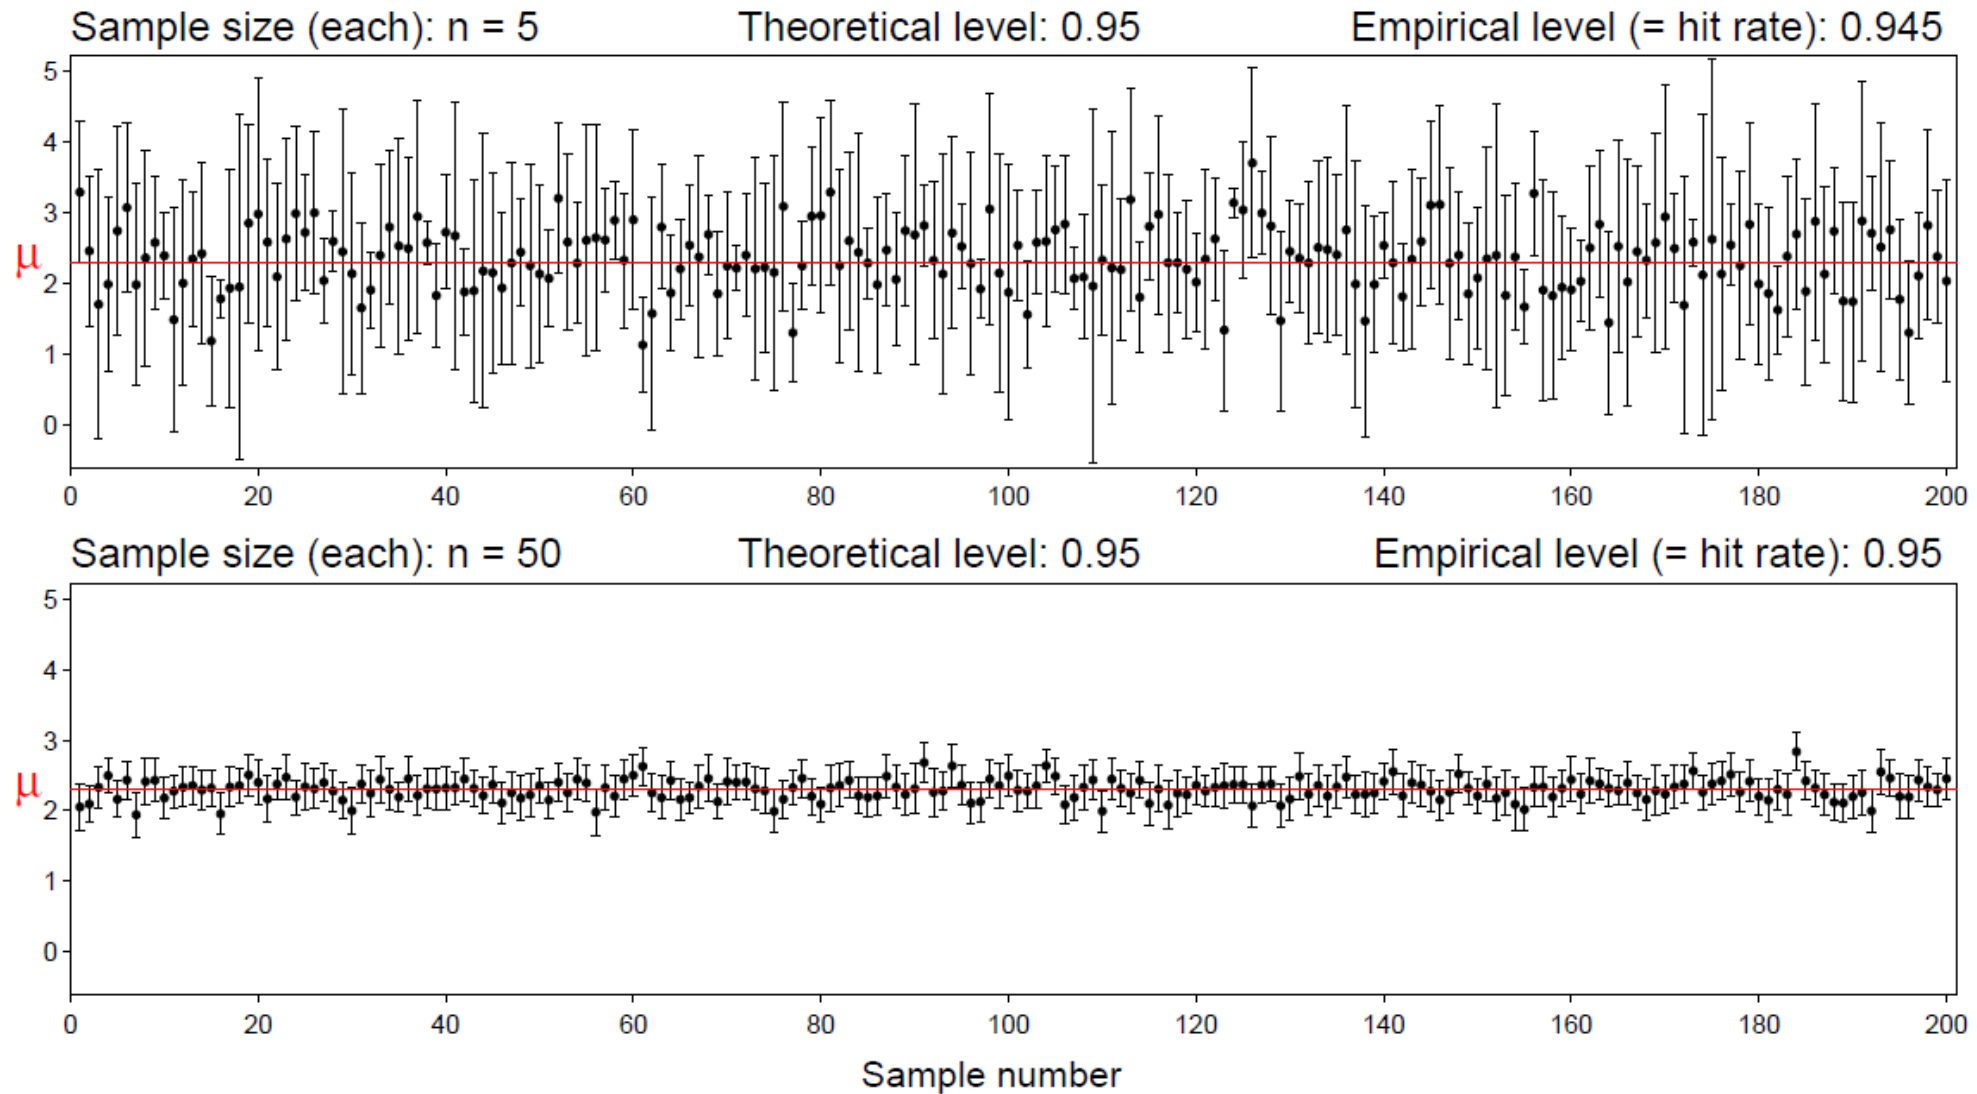 Sample size (each): n = 5 Theoretical level: 0.95 Empirical level (= hit rate): 0.945
5
4
3
μ
2
1
0
0 20 40 60 80 100 120 140 160 180 200
Sample size (each): n = 50 Theoretical level: 0.95 Empirical level (= hit rate): 0.95
5
4
3
μ
2
1
0
0 20 40 60 80 100 120 140 160 180 200
Sample number